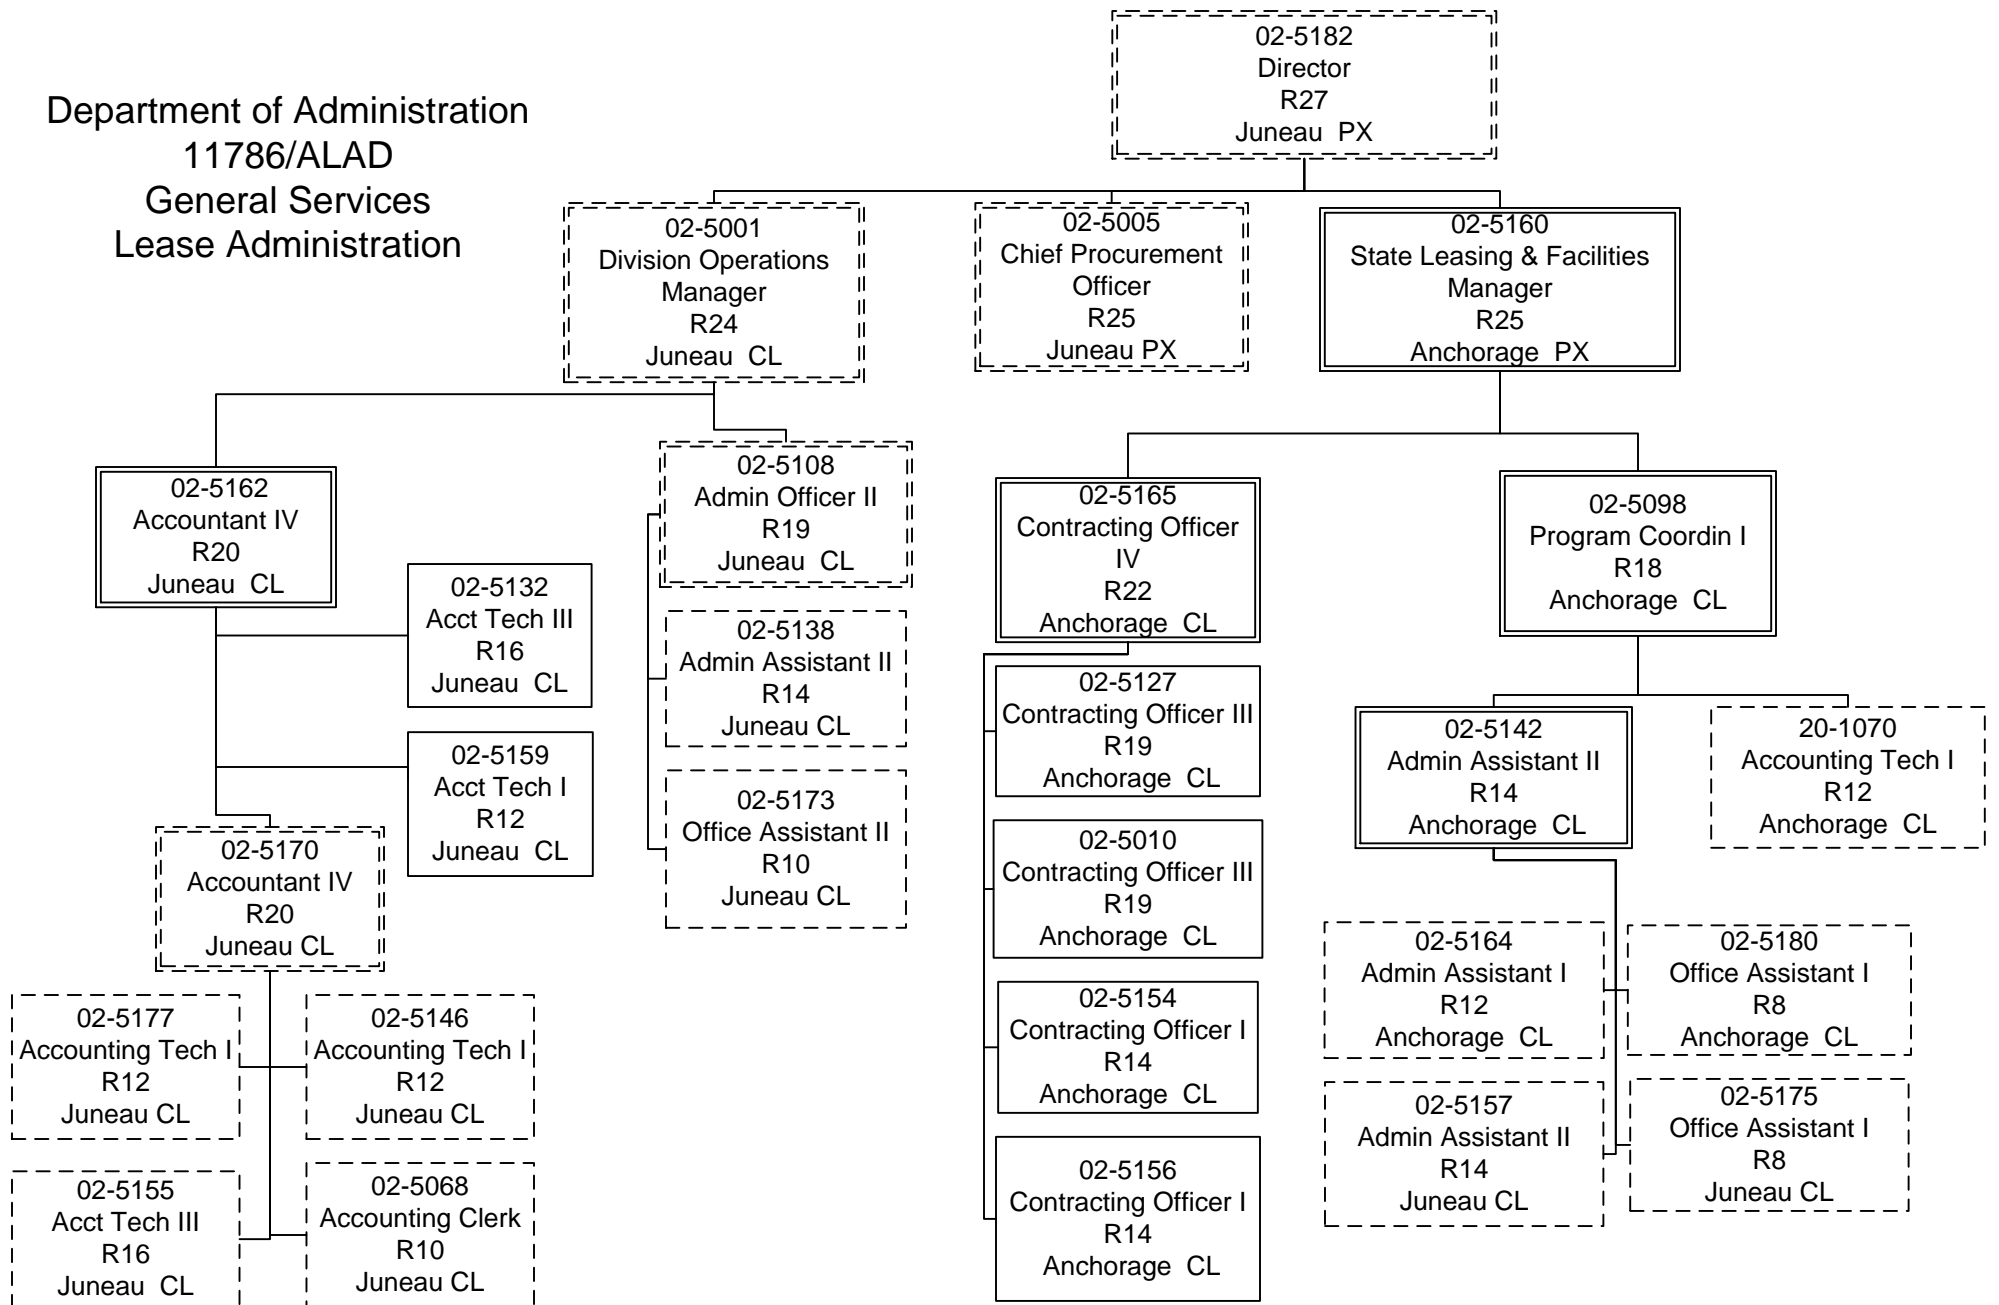 Department of Administration
11786/ALAD
General Services
Lease Administration
02-5182
Director
R27
Juneau  PX
02-5001
Division Operations
Manager
R24
Juneau  CL
02-5005
Chief Procurement
Officer
R25
Juneau PX
02-5160
State Leasing & Facilities
Manager
R25
Anchorage  PX
02-5162
Accountant IV
R20
Juneau  CL
02-5108
Admin Officer II
R19
Juneau  CL
02-5165
Contracting Officer
IV
R22
Anchorage  CL
02-5098
Program Coordin I
R18
Anchorage  CL
02-5132
Acct Tech III
R16
Juneau  CL
02-5138
Admin Assistant II
R14
Juneau CL
02-5127
Contracting Officer III
R19
Anchorage  CL
02-5142
Admin Assistant II
R14
Anchorage  CL
20-1070
Accounting Tech I
R12
Anchorage  CL
02-5159
Acct Tech I
R12
Juneau  CL
02-5173
Office Assistant II
R10
Juneau CL
02-5010
Contracting Officer III
R19
Anchorage  CL
02-5170
Accountant IV
R20
Juneau CL
02-5164
Admin Assistant I
R12
Anchorage  CL
02-5180
Office Assistant I
R8
Anchorage  CL
02-5177
Accounting Tech I
R12
Juneau CL
02-5146
Accounting Tech I
R12
Juneau CL
02-5154
Contracting Officer I
R14
Anchorage  CL
02-5157
Admin Assistant II
R14
Juneau CL
02-5175
Office Assistant I
R8
Juneau CL
02-5155
Acct Tech III
R16
Juneau  CL
02-5068
Accounting Clerk
R10
Juneau CL
02-5156
Contracting Officer I
R14
Anchorage  CL